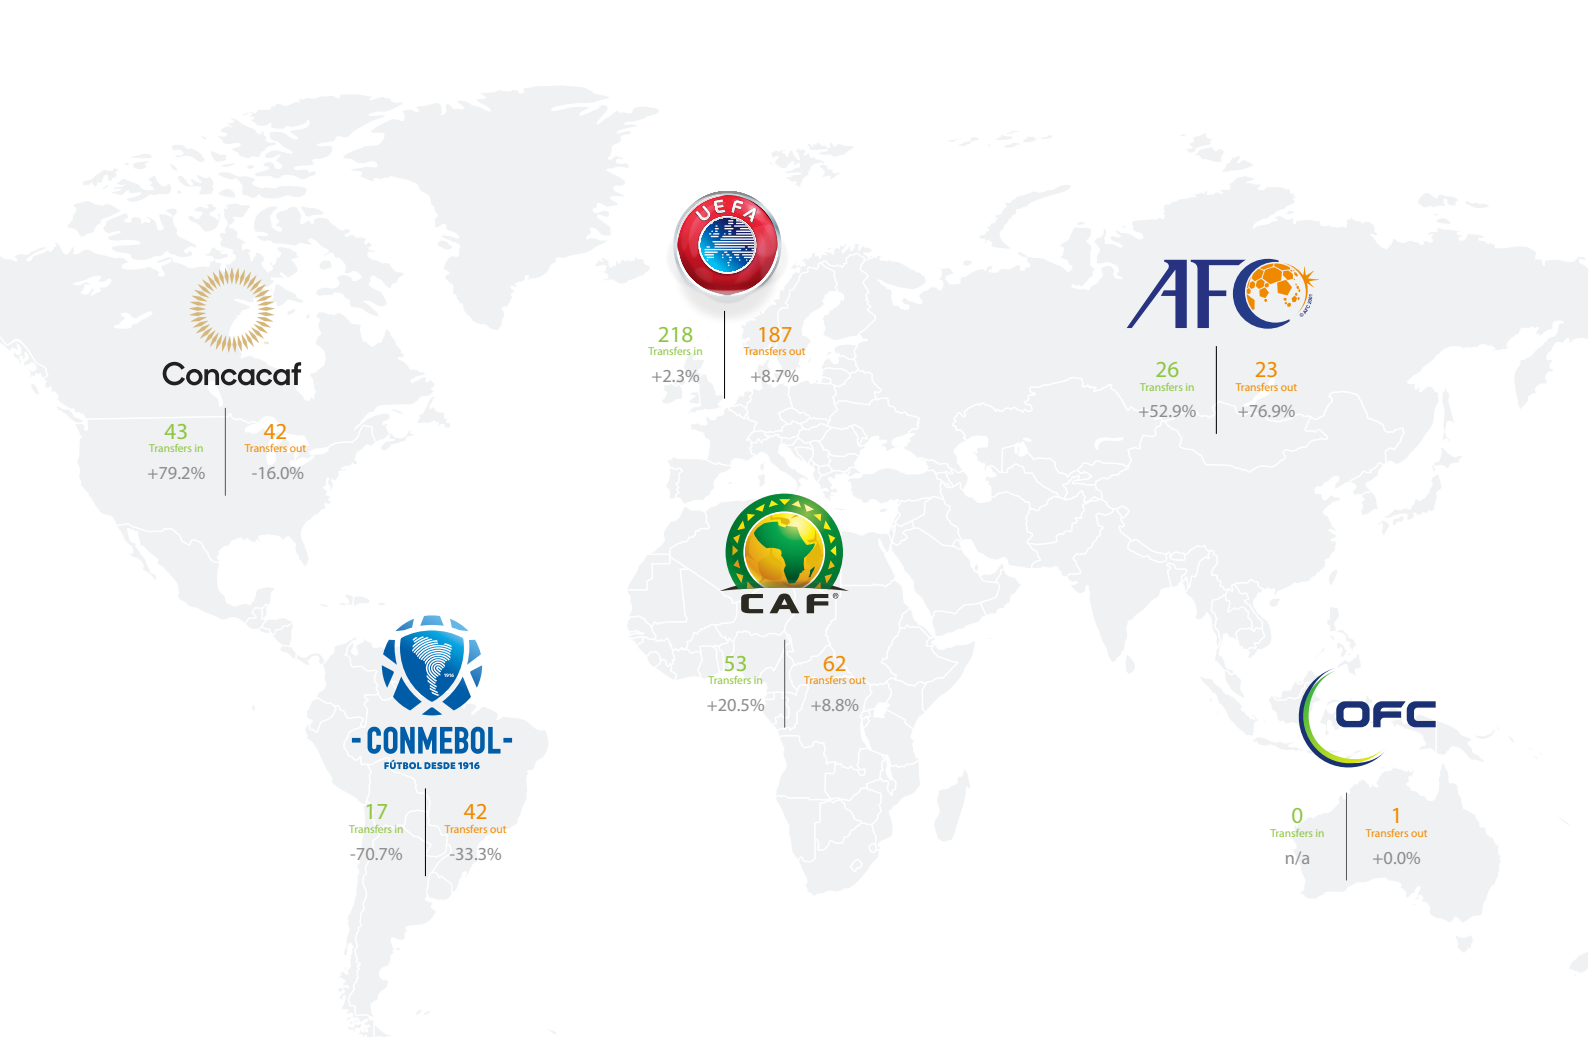 UEFA
218
Transfers in
+2.3%
187
Transfers out
+8.7%
AFC
© AFC 2001
26
Transfers in
+52.9%
23
Transfers out
+76.9%
Concacaf
43
Transfers in
+79.2%
42
Transfers out
-16.0%
CAF®
53
Transfers in
+20.5%
62
Transfers out
+8.8%
1916
-CONMEBOL-
FÚTBOL DESDE 1916
17
Transfers in
-70.7%
42
Transfers out
-33.3%
OFC
0
Transfers in
n/a
1
Transfers out
+0.0%